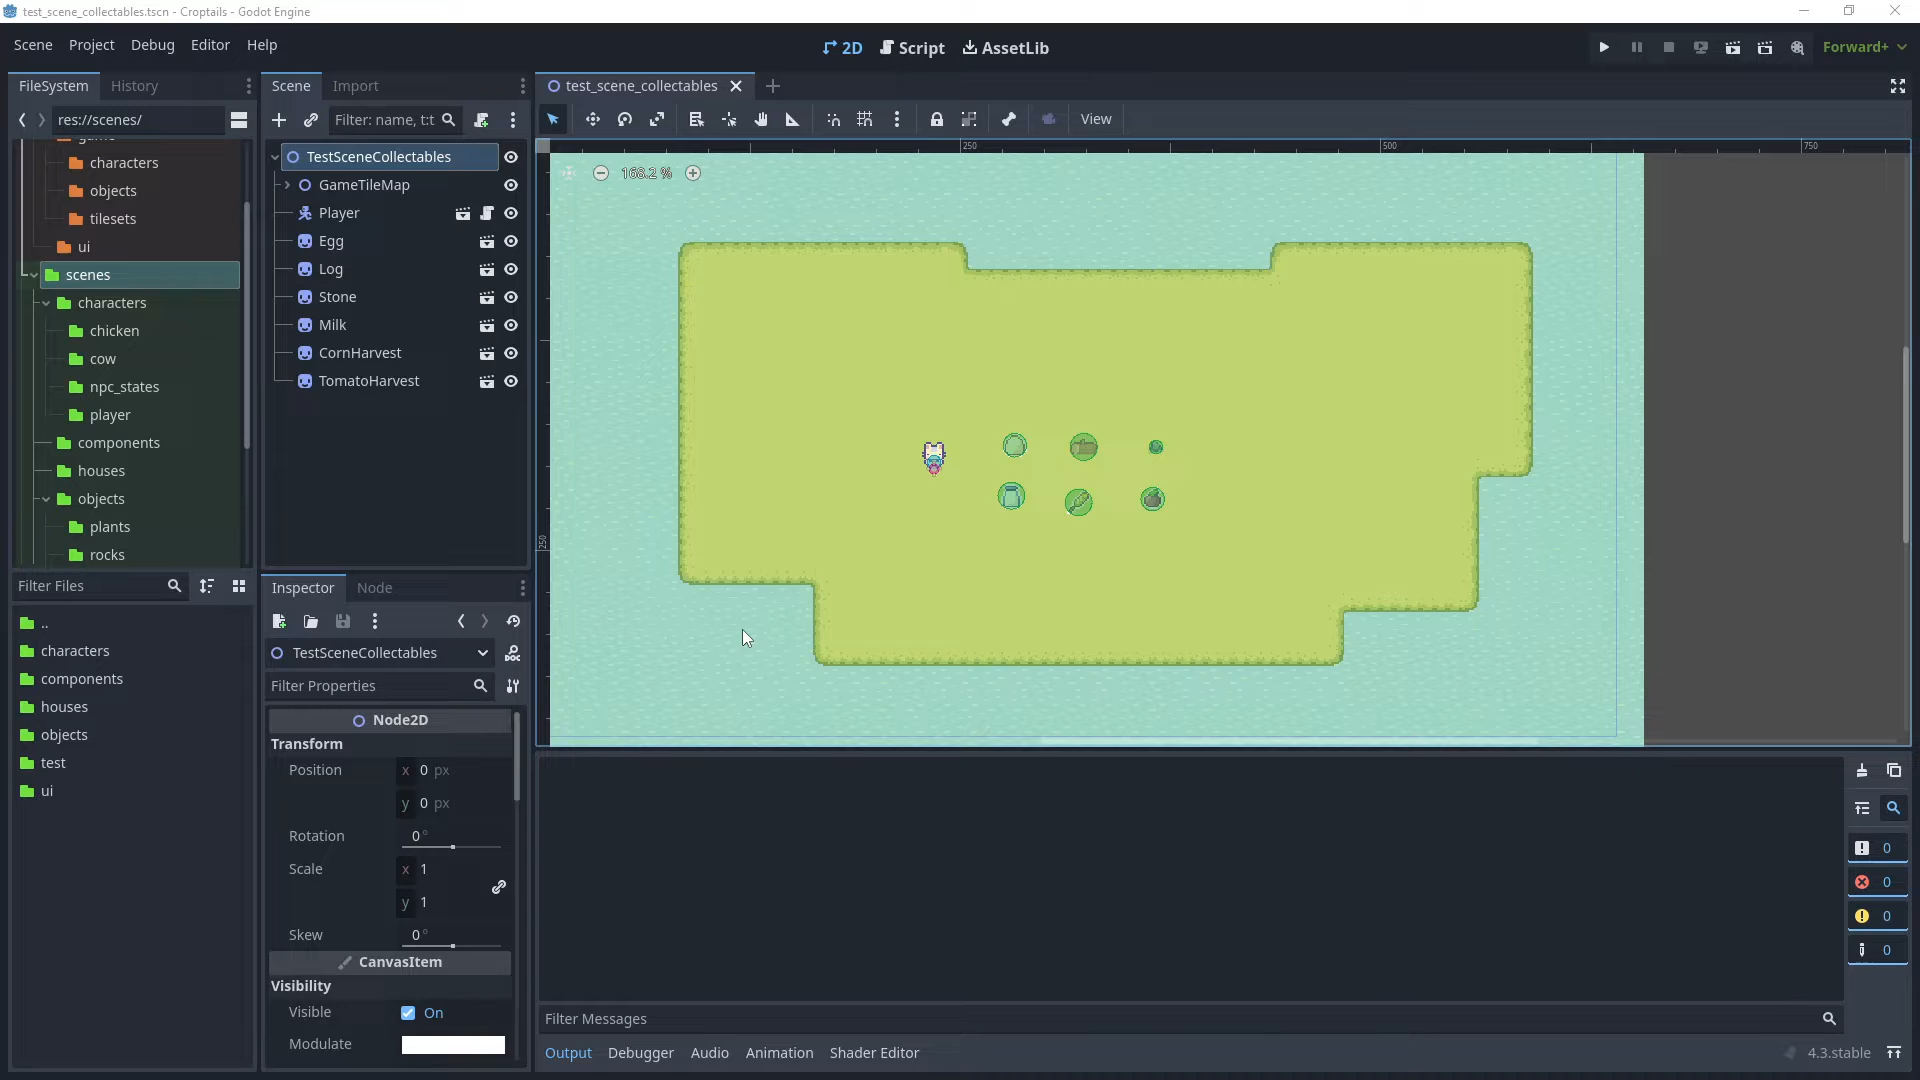 test_scene_collectables.tscn - Croptails - Godot Engine
Scene Project Debug Editor Help
2D Script AssetLib
Forward+
FileSystem History
res://scenes/
game
characters
objects
tilesets
ui
scenes
characters
chicken
cow
npc_states
player
components
houses
objects
plants
rocks
Filter Files
..
characters
components
houses
objects
test
ui
Scene Import
Filter: name, t:t
TestSceneCollectables
GameTileMap
Player
Egg
Log
Stone
Milk
CornHarvest
TomatoHarvest
Inspector Node
TestSceneCollectables
Filter Properties
Node2D
Transform
Position x 0 px
y 0 px
Rotation 0 °
Scale x 1
y 1
Skew 0 °
CanvasItem
Visibility
Visible On
Modulate
test_scene_collectables
View
250 500 750
168.2 %
250
0
0
0
0
Filter Messages
Output Debugger Audio Animation Shader Editor
4.3.stable